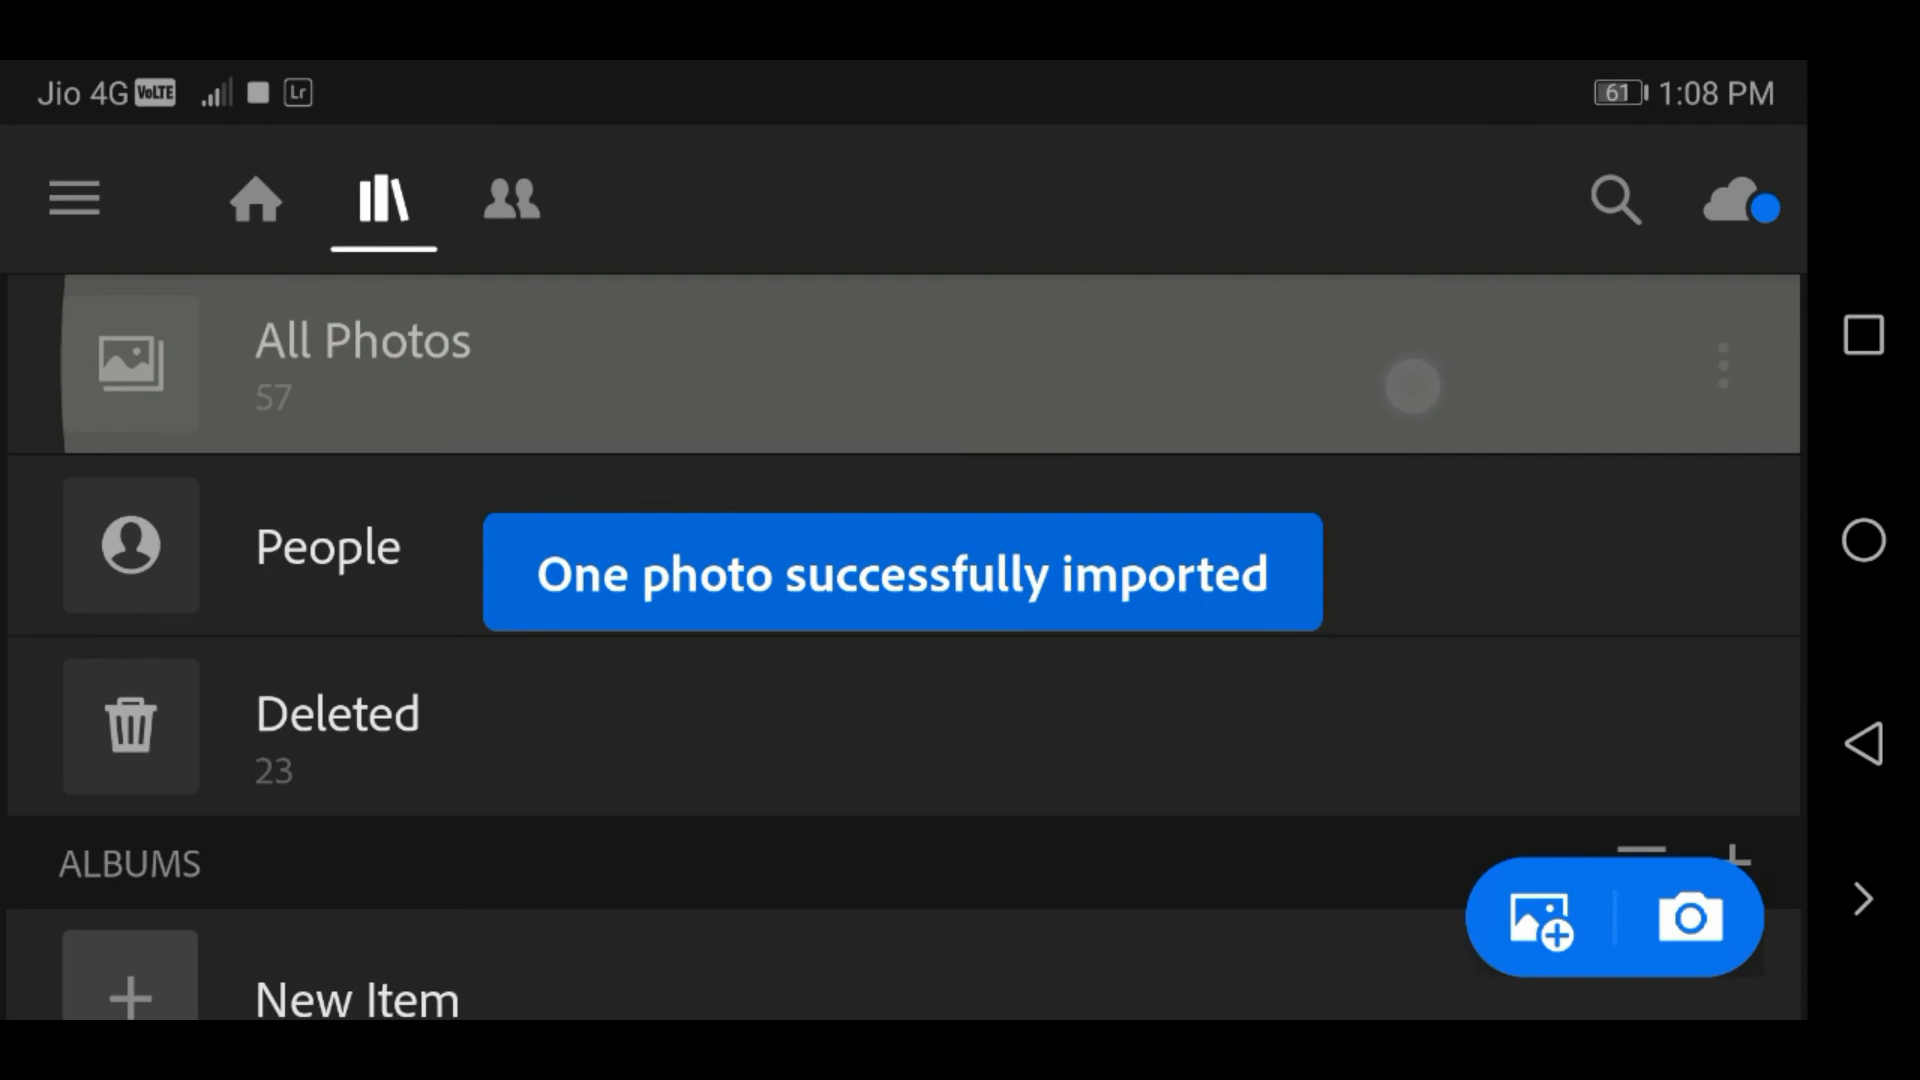 Jio 4G VoLTE Lr 61 1:08 PM
All Photos
57
People
One photo successfully imported
Deleted
23
ALBUMS
New Item